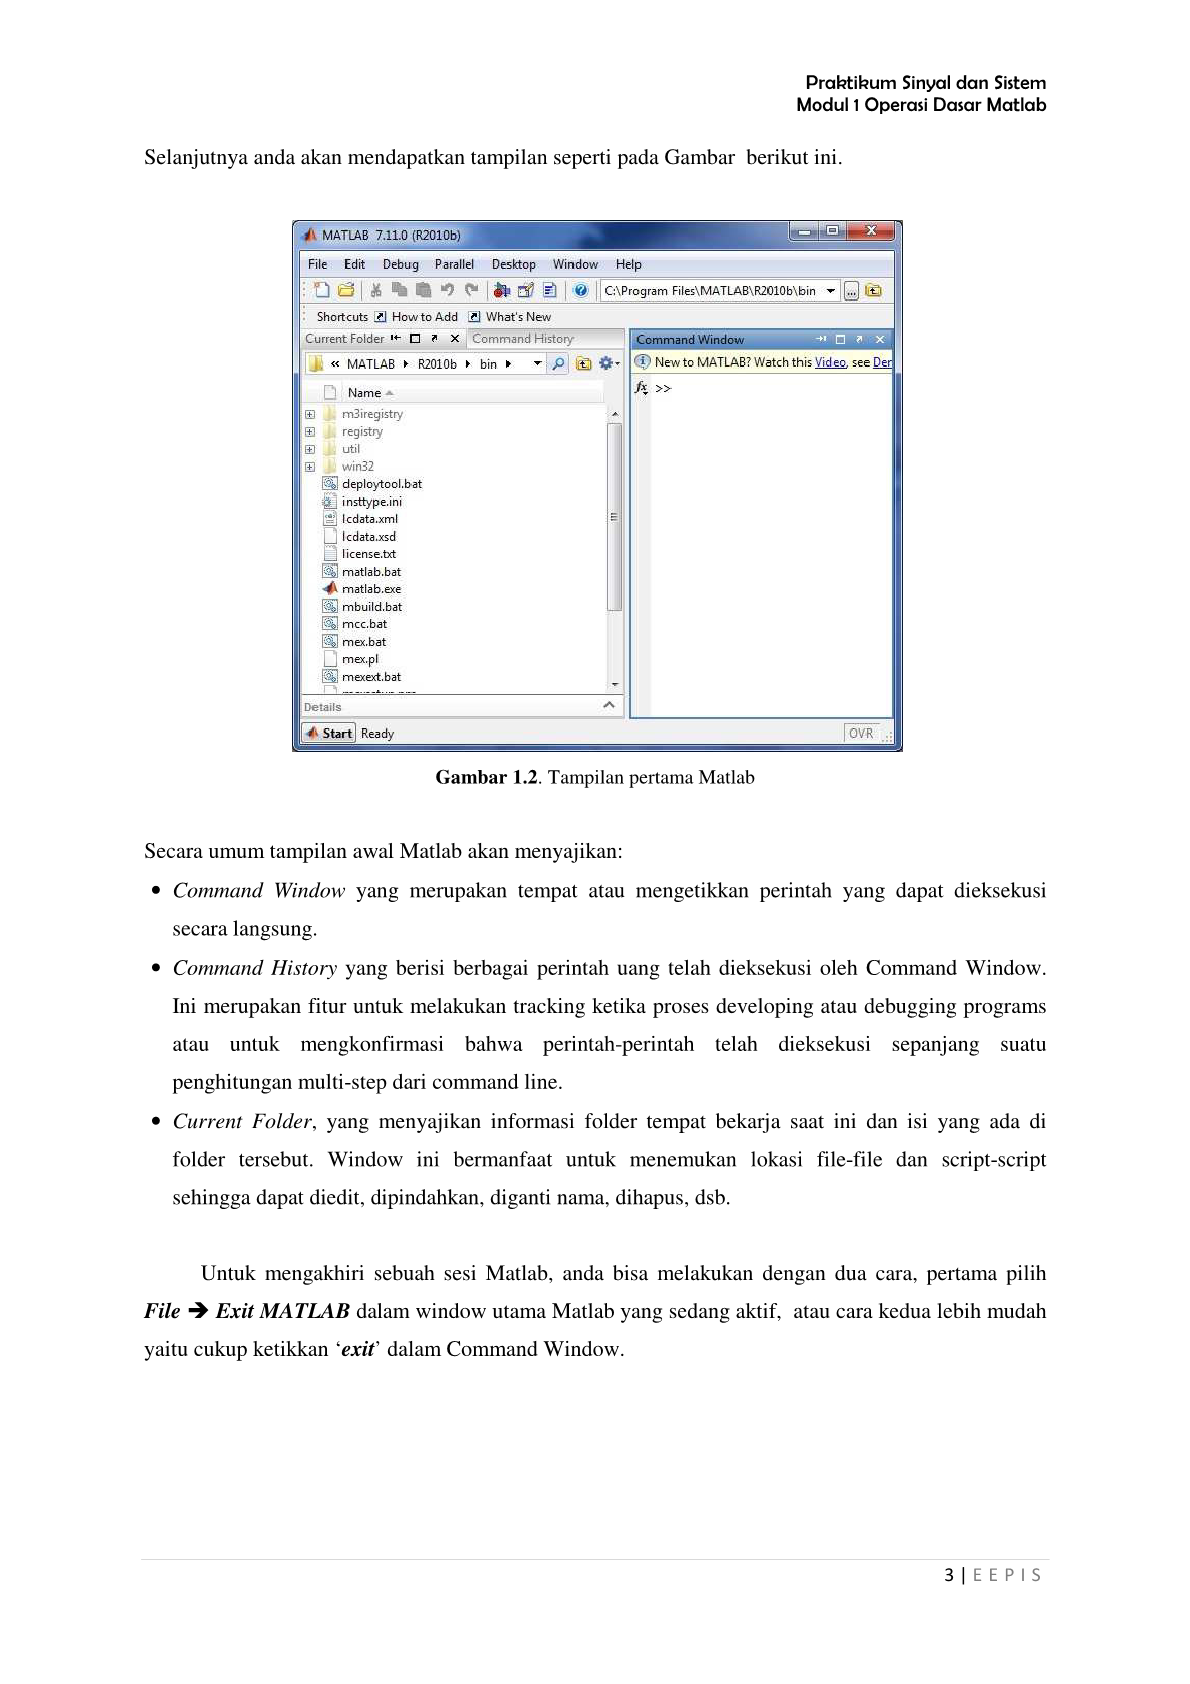 Praktikum Sinyal dan Sistem
Modul 1 Operasi Dasar Matlab
Selanjutnya anda akan mendapatkan tampilan seperti pada Gambar  berikut ini.
MATLAB 7.11.0 (R2010b)
File Edit Debug Parallel Desktop Window Help
C:\Program Files\MATLAB\R2010b\bin ...
Shortcuts How to Add What's New
Current Folder Command History
« MATLAB R2010b bin
Name
m3iregistry
registry
util
win32
deploytool.bat
insttype.ini
lcdata.xml
lcdata.xsd
license.txt
matlab.bat
matlab.exe
mbuild.bat
mcc.bat
mex.bat
mex.pl
mexext.bat
Details
Command Window
New to MATLAB? Watch this Video, see Der
fx >>
Start Ready
OVR
Gambar 1.2. Tampilan pertama Matlab
Secara umum tampilan awal Matlab akan menyajikan:
• Command Window yang merupakan tempat atau mengetikkan perintah yang dapat dieksekusi
secara langsung.
• Command History yang berisi berbagai perintah uang telah dieksekusi oleh Command Window.
Ini merupakan fitur untuk melakukan tracking ketika proses developing atau debugging programs
atau untuk mengkonfirmasi bahwa perintah-perintah telah dieksekusi sepanjang suatu
penghitungan multi-step dari command line.
• Current Folder, yang menyajikan informasi folder tempat bekarja saat ini dan isi yang ada di
folder tersebut. Window ini bermanfaat untuk menemukan lokasi file-file dan script-script
sehingga dapat diedit, dipindahkan, diganti nama, dihapus, dsb.
Untuk mengakhiri sebuah sesi Matlab, anda bisa melakukan dengan dua cara, pertama pilih
File ➔ Exit MATLAB dalam window utama Matlab yang sedang aktif,  atau cara kedua lebih mudah
yaitu cukup ketikkan ‘exit’ dalam Command Window.
3 | E E P I S